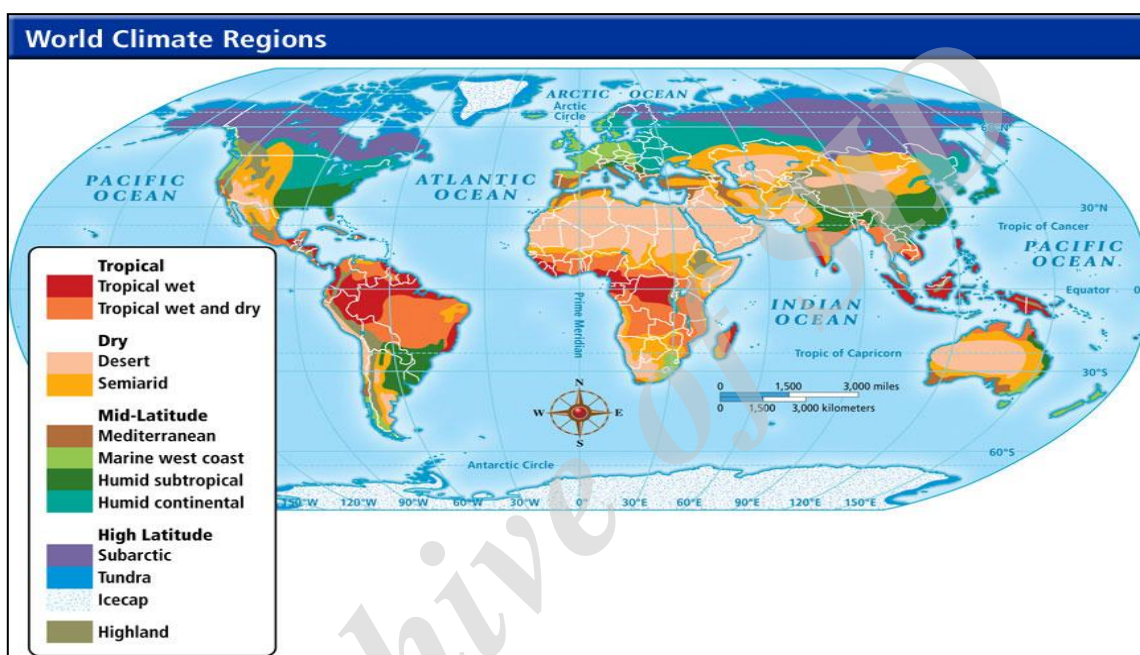 World Climate Regions
ARCTIC OCEAN
Arctic
Circle
60°N
PACIFIC
OCEAN
ATLANTIC
OCEAN
30°N
Tropic of Cancer
PACIFIC
OCEAN
Equator 0
INDIAN
OCEAN
Prime Meridian
Tropic of Capricorn
30°S
0 1,500 3,000 miles
0 1,500 3,000 kilometers
N
W E
S
60°S
Antarctic Circle
150°W 120°W 90°W 60°W 30°W 0° 30°E 60°E 90°E 120°E 150°E
Tropical
Tropical wet
Tropical wet and dry
Dry
Desert
Semiarid
Mid-Latitude
Mediterranean
Marine west coast
Humid subtropical
Humid continental
High Latitude
Subarctic
Tundra
Icecap
Highland